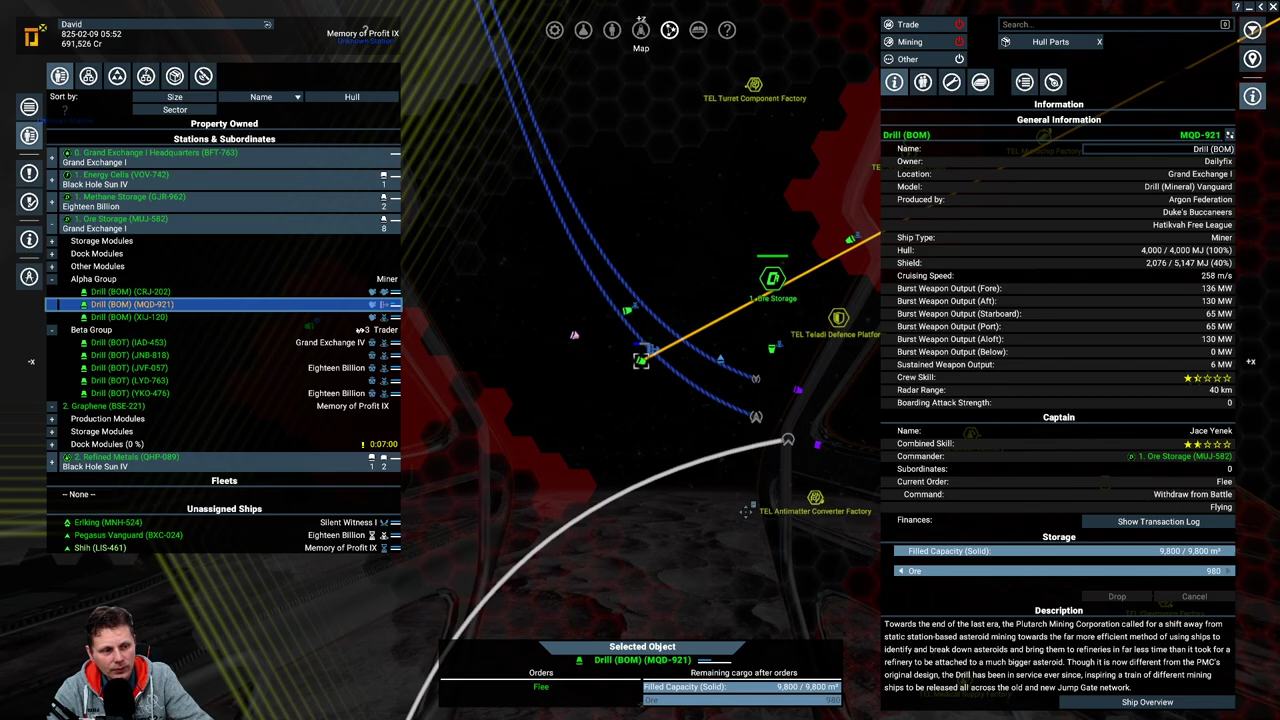 David
825-02-09 05:52
691,526 Cr
Memory of Profit IX
Unknown Station
Sort by:
Size
Name
Hull
Sector
Property Owned
Stations & Subordinates
0. Grand Exchange I Headquarters (BFT-763)
Grand Exchange I
1. Energy Cells (VOV-742)
Black Hole Sun IV
1
1. Methane Storage (GJR-962)
Eighteen Billion
2
1. Ore Storage (MUJ-582)
Grand Exchange I
8
Storage Modules
Dock Modules
Other Modules
Alpha Group
Miner
Drill (BOM) (CRJ-202)
Drill (BOM) (MQD-921)
Drill (BOM) (XIJ-120)
Beta Group
3 Trader
Drill (BOT) (IAD-453)
Grand Exchange IV
Drill (BOT) (JNB-818)
Drill (BOT) (JVF-057)
Eighteen Billion
Drill (BOT) (LYD-763)
Drill (BOT) (YKO-476)
Eighteen Billion
2. Graphene (BSE-221)
Memory of Profit IX
Production Modules
Storage Modules
Dock Modules (0 %)
! 0:07:00
2. Refined Metals (QHP-089)
Black Hole Sun IV
1 2
Fleets
-- None --
Unassigned Ships
Erlking (MNH-524)
Silent Witness I
Pegasus Vanguard (BXC-024)
Eighteen Billion
Shih (LIS-461)
Memory of Profit IX
+Z
Map
-X
+X
TEL Turret Component Factory
1. Ore Storage
TEL Teladi Defence Platfor
TEL Antimatter Converter Factory
Selected Object
Drill (BOM) (MQD-921)
Orders
Remaining cargo after orders
Flee
Filled Capacity (Solid):
9,800 / 9,800 m³
Ore
980
Trade
Mining
Other
Search...
Hull Parts
X
Information
General Information
Drill (BOM)
MQD-921
Name:
Drill (BOM)
Owner:
Dailyfix
Location:
Grand Exchange I
Model:
Drill (Mineral) Vanguard
Produced by:
Argon Federation
Duke's Buccaneers
Hatikvah Free League
Ship Type:
Miner
Hull:
4,000 / 4,000 MJ (100%)
Shield:
2,076 / 5,147 MJ (40%)
Cruising Speed:
258 m/s
Burst Weapon Output (Fore):
136 MW
Burst Weapon Output (Aft):
130 MW
Burst Weapon Output (Starboard):
65 MW
Burst Weapon Output (Port):
65 MW
Burst Weapon Output (Aloft):
130 MW
Burst Weapon Output (Below):
0 MW
Sustained Weapon Output:
6 MW
Crew Skill:
Radar Range:
40 km
Boarding Attack Strength:
0
Captain
Name:
Jace Yenek
Combined Skill:
Commander:
1. Ore Storage (MUJ-582)
Subordinates:
0
Current Order:
Flee
Command:
Withdraw from Battle
Flying
Finances:
Show Transaction Log
Storage
Filled Capacity (Solid):
9,800 / 9,800 m³
Ore
980
Drop
Cancel
Description
Towards the end of the last era, the Plutarch Mining Corporation called for a shift away from
static station-based asteroid mining towards the far more efficient method of using ships to
identify and break down asteroids and bring them to refineries in far less time than it took for a
refinery to be attached to a much bigger asteroid. Though it is now different from the PMC's
original design, the Drill has been in service ever since, inspiring a train of different mining
ships to be released all across the old and new Jump Gate network.
Ship Overview